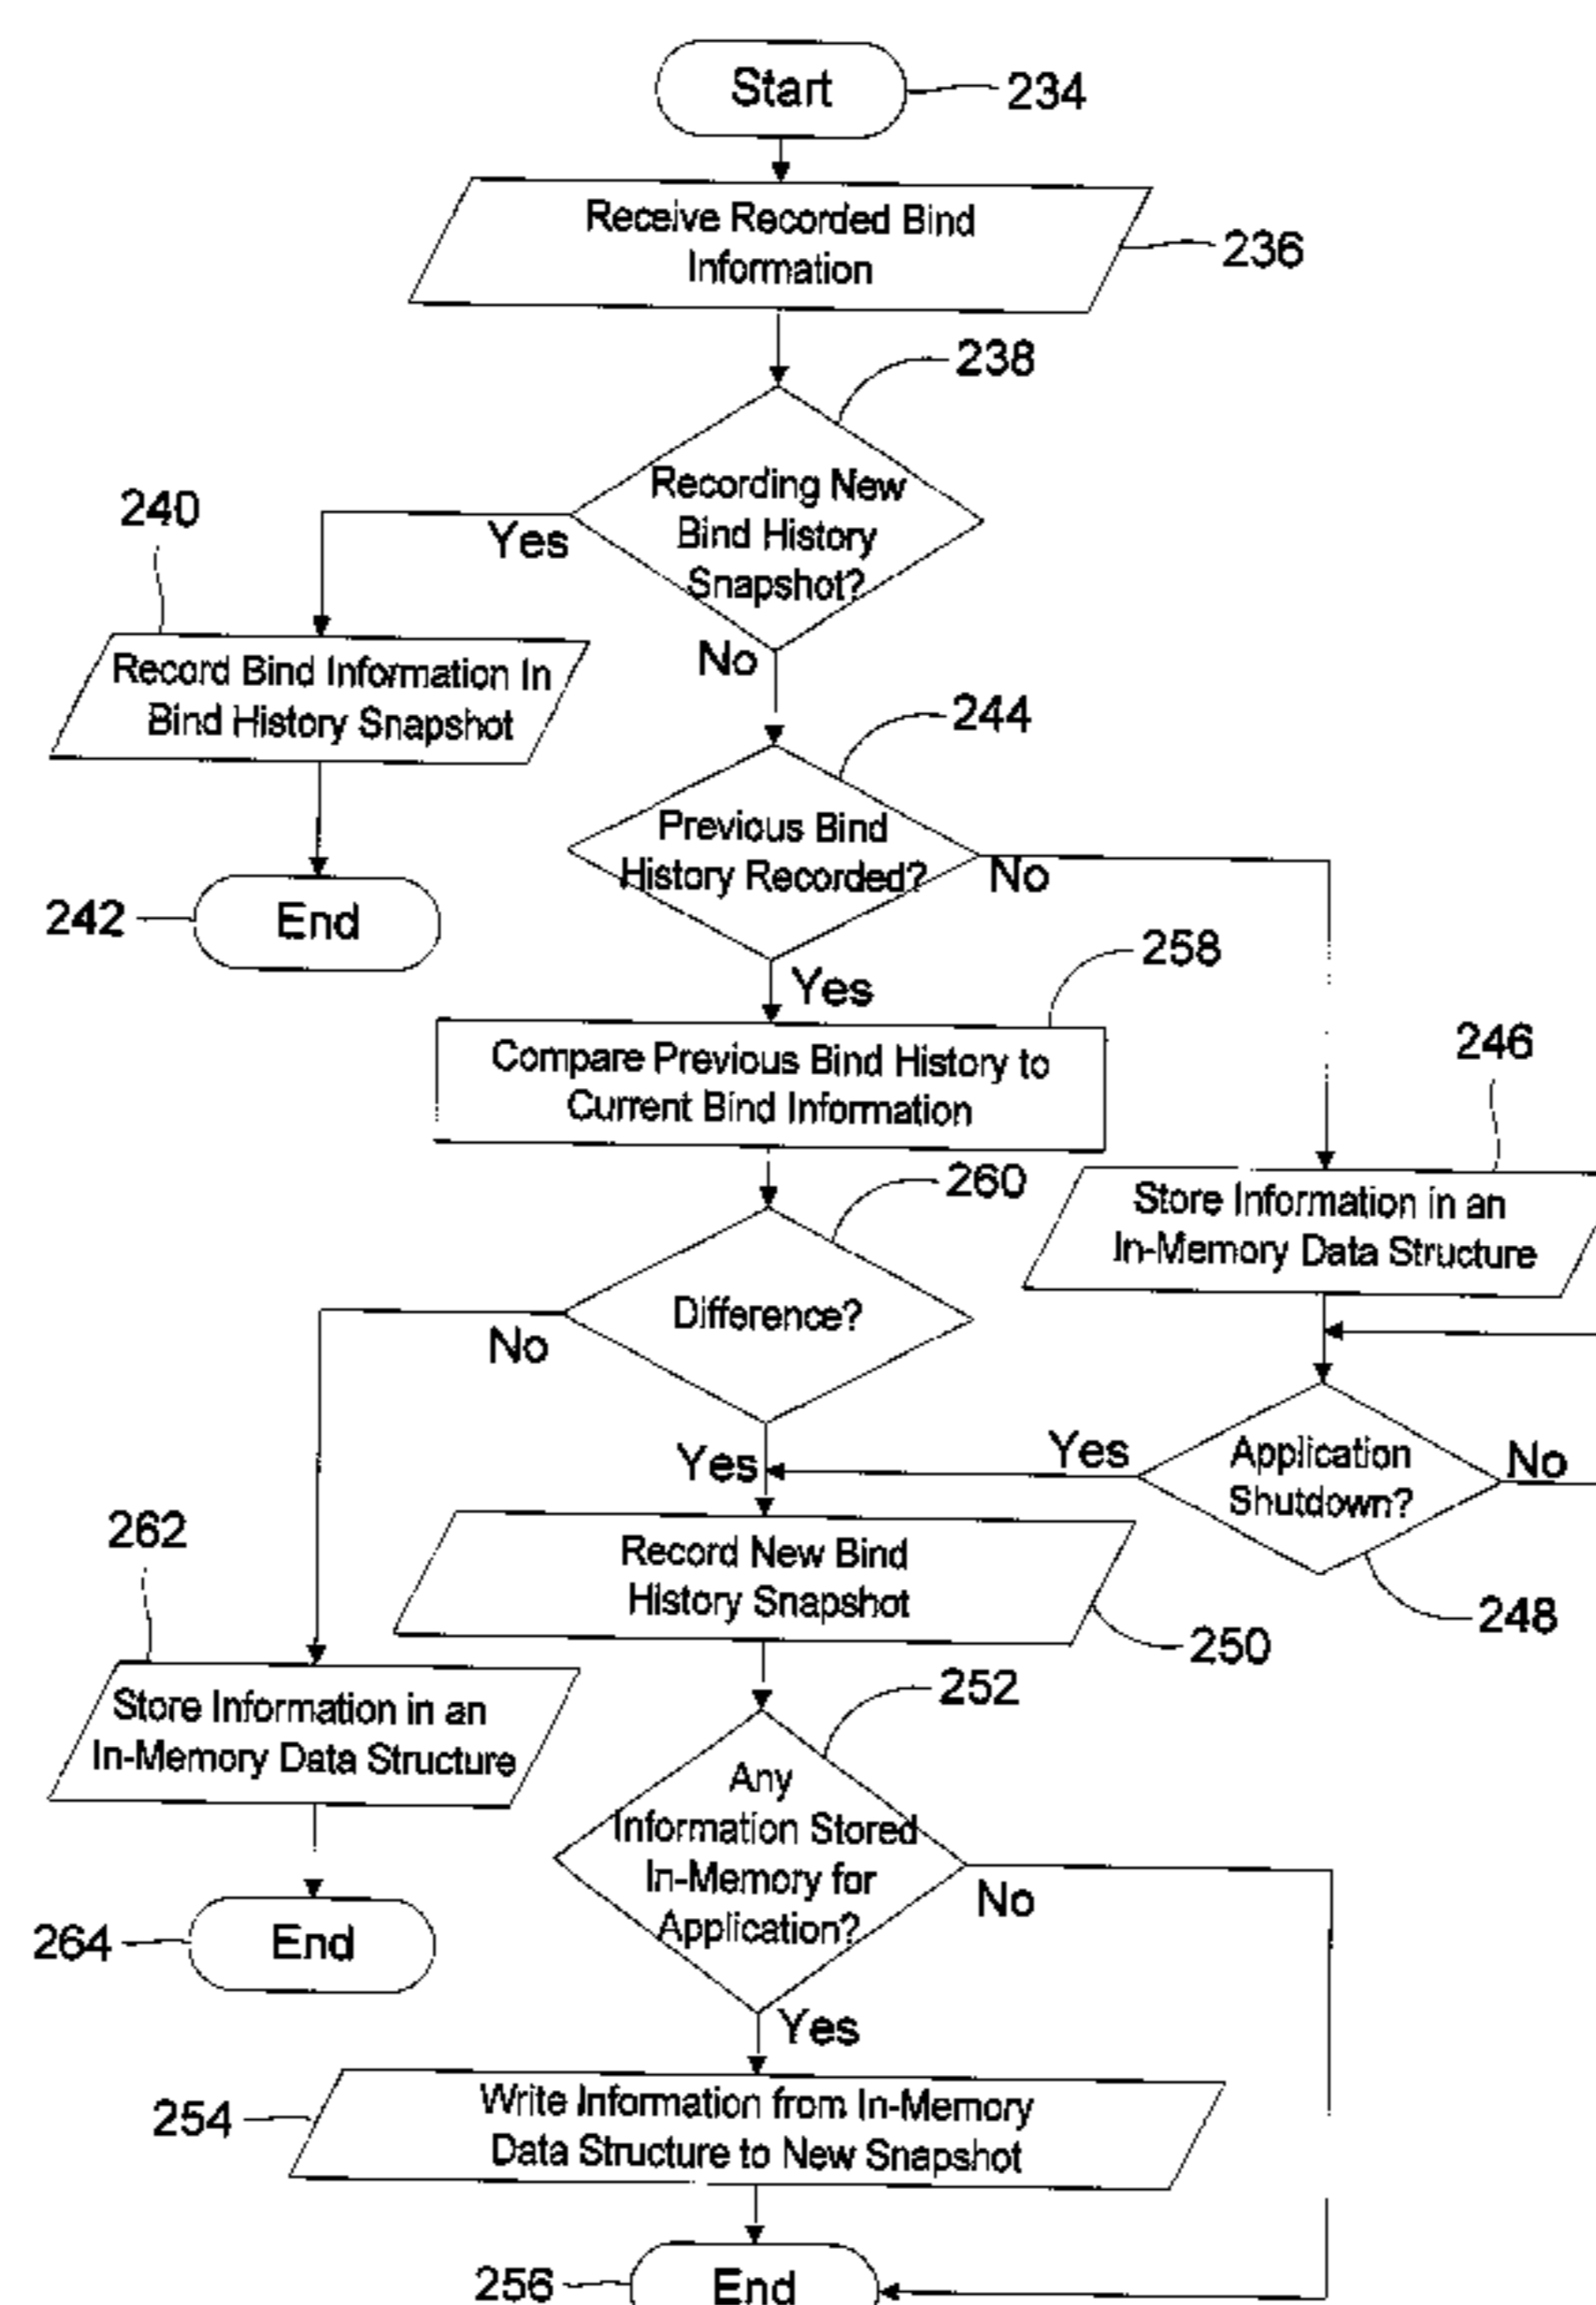 Start
234
Receive Recorded Bind
Information
236
238
Recording New
Bind History
Snapshot?
Yes
No
240
Record Bind Information In
Bind History Snapshot
242
End
244
Previous Bind
History Recorded?
No
Yes
258
Compare Previous Bind History to
Current Bind Information
246
Store Information in an
In-Memory Data Structure
260
Difference?
No
Yes
Application
Shutdown?
Yes
No
248
Record New Bind
History Snapshot
250
262
Store Information in an
In-Memory Data Structure
264
End
252
Any
Information Stored
In-Memory for
Application?
No
Yes
254
Write Information from In-Memory
Data Structure to New Snapshot
256
End